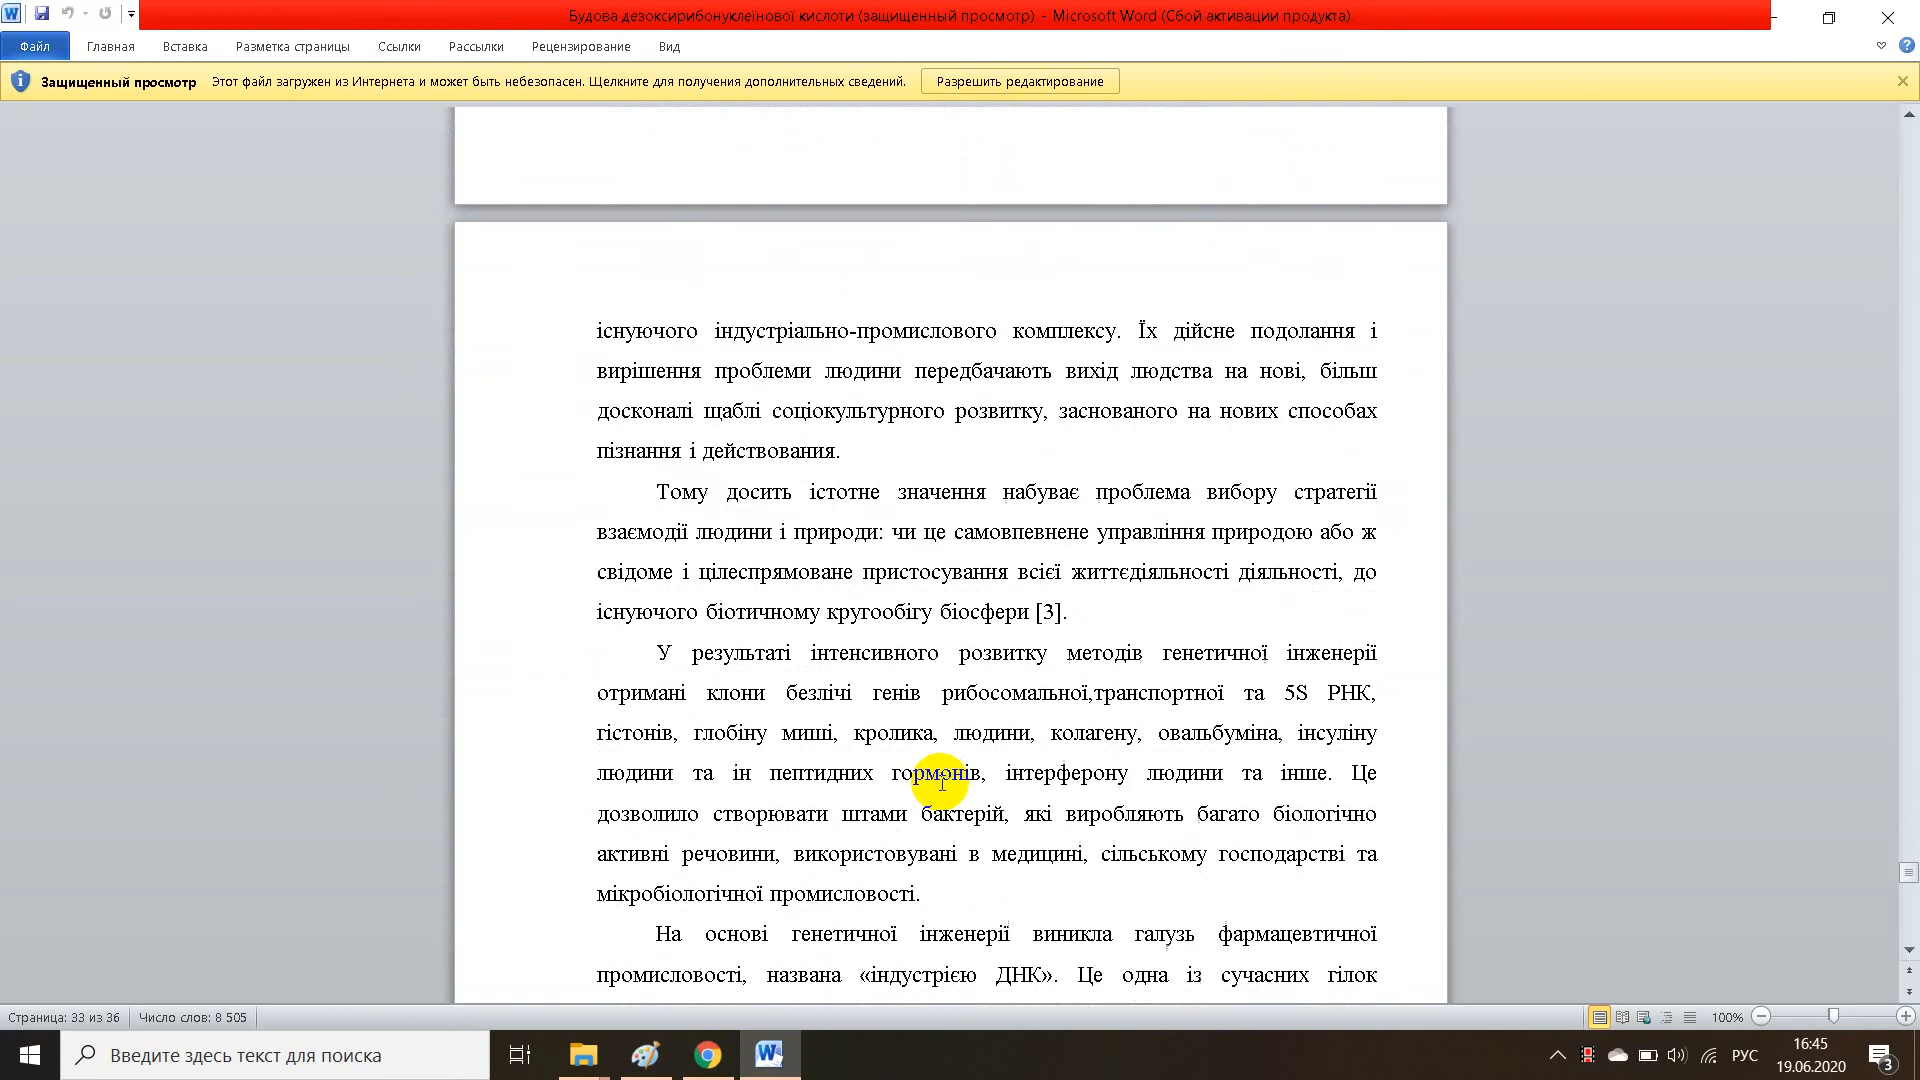 Будова дезоксирибонуклеїнової кислоти (защищенный просмотр) - Microsoft Word (Сбой активации продукта)
Файл Главная Вставка Разметка страницы Ссылки Рассылки Рецензирование Вид
Защищенный просмотр Этот файл загружен из Интернета и может быть небезопасен. Щелкните для получения дополнительных сведений. Разрешить редактирование
існуючого індустріально-промислового комплексу. Їх дійсне подолання і
вирішення проблеми людини передбачають вихід людства на нові, більш
досконалі щаблі соціокультурного розвитку, заснованого на нових способах
пізнання і действования.
Тому досить істотне значення набуває проблема вибору стратегії
взаємодії людини і природи: чи це самовпевнене управління природою або ж
свідоме і цілеспрямоване пристосування всієї життєдіяльності діяльності, до
існуючого біотичному кругообігу біосфери [3].
У результаті інтенсивного розвитку методів генетичної інженерії
отримані клони безлічі генів рибосомальної,транспортної та 5S РНК,
гістонів, глобіну миші, кролика, людини, колагену, овальбуміна, інсуліну
людини та ін пептидних гормонів, інтерферону людини та інше. Це
дозволило створювати штами бактерій, які виробляють багато біологічно
активні речовини, використовувані в медицині, сільському господарстві та
мікробіологічної промисловості.
На основі генетичної інженерії виникла галузь фармацевтичної
промисловості, названа «індустрією ДНК». Це одна із сучасних гілок
Страница: 33 из 36 Число слов: 8 505 100%
Введите здесь текст для поиска РУС 16:45
19.06.2020 3